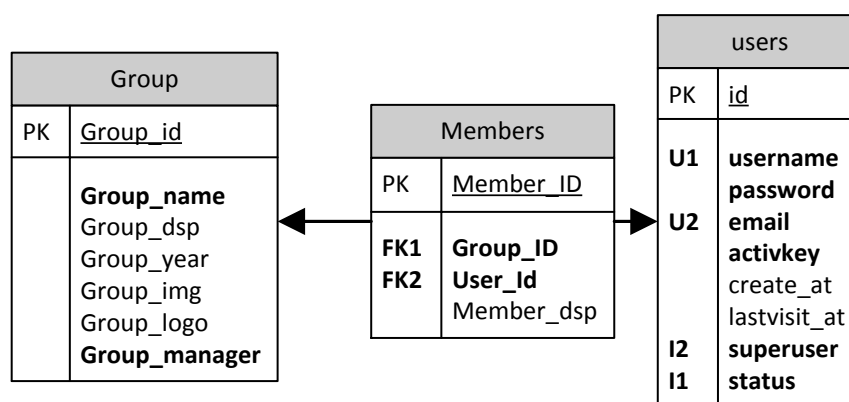 Group
PK Group_id
Group_name
Group_dsp
Group_year
Group_img
Group_logo
Group_manager
Members
PK Member_ID
FK1 Group_ID
FK2 User_Id
Member_dsp
users
PK id
U1 username
password
U2 email
activkey
create_at
lastvisit_at
I2 superuser
I1 status